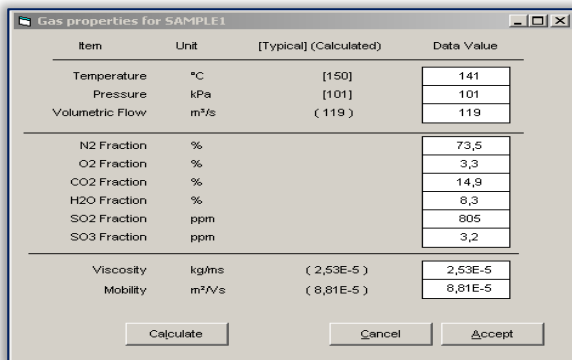 Gas properties for SAMPLE1
Item Unit [Typical] (Calculated) Data Value
Temperature °C [150] 141
Pressure kPa [101] 101
Volumetric Flow m³/s ( 119 ) 119
N2 Fraction % 73,5
O2 Fraction % 3,3
CO2 Fraction % 14,9
H2O Fraction % 8,3
SO2 Fraction ppm 805
SO3 Fraction ppm 3,2
Viscosity kg/ms ( 2,53E-5 ) 2,53E-5
Mobility m²/Vs ( 8,81E-5 ) 8,81E-5
Calculate Cancel Accept